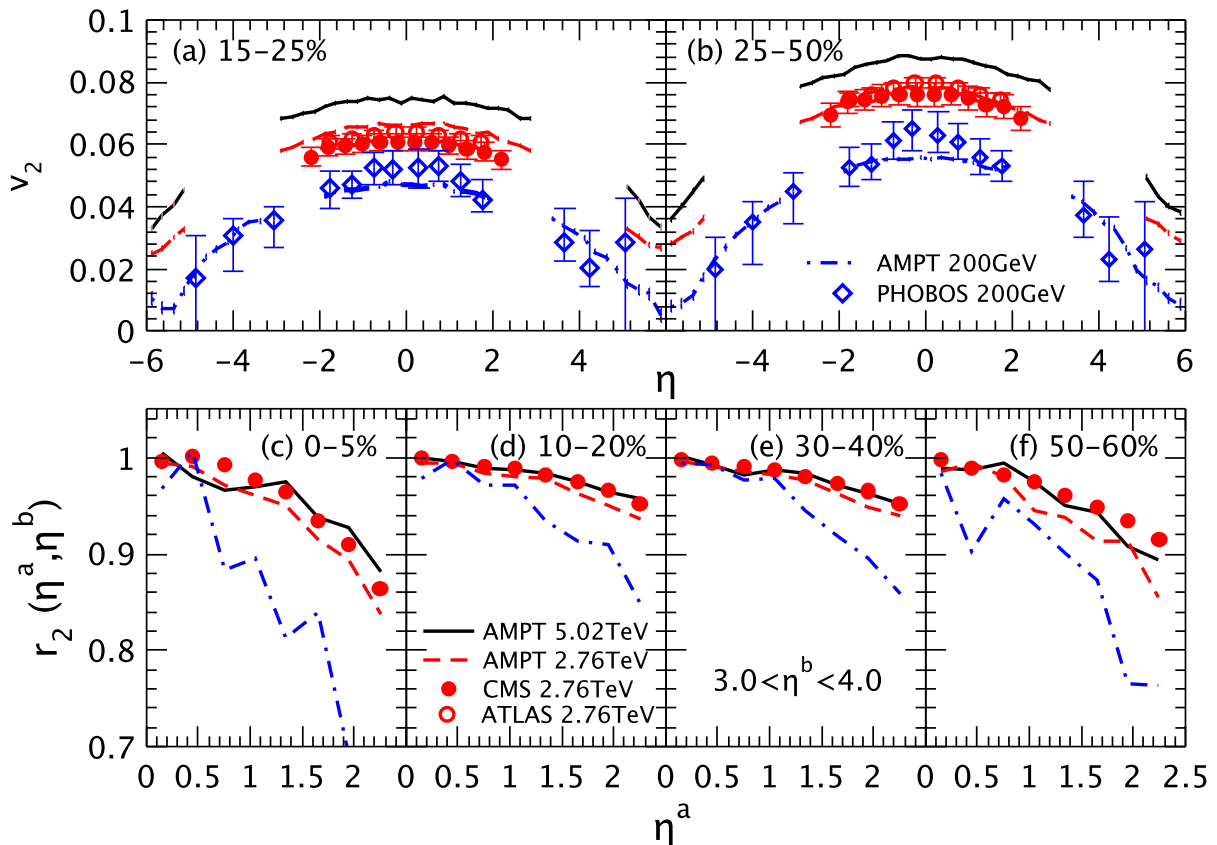 0.1
0.08
0.06
0.04
0.02
0
v2
(a) 15−25%
(b) 25−50%
AMPT 200GeV
PHOBOS 200GeV
−6 −4 −2 0 2 4 −4 −2 0 2 4 6
η η
1
0.9
0.8
0.7
r2 (ηa,ηb)
(c) 0−5%
(d) 10−20%
(e) 30−40%
(f) 50−60%
AMPT 5.02TeV
AMPT 2.76TeV
CMS 2.76TeV
ATLAS 2.76TeV
3.0<ηb<4.0
0 0.5 1 1.5 2 0 0.5 1 1.5 2 0 0.5 1 1.5 2 0 0.5 1 1.5 2 2.5
ηa